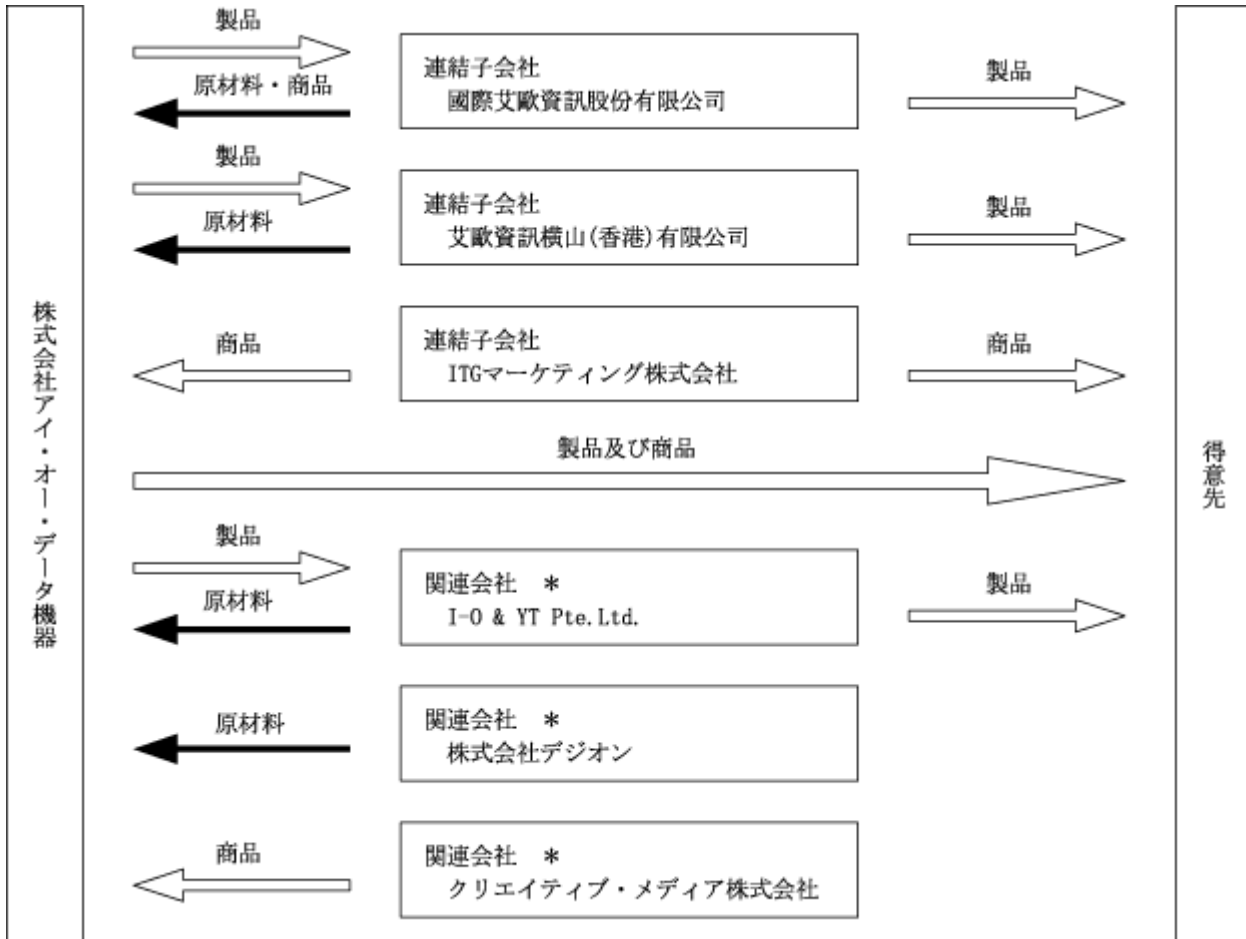 株式会社アイ・オー・データ機器
製品
原材料・商品
連結子会社
國際艾歐資訊股份有限公司
製品
製品
原材料
連結子会社
艾歐資訊横山(香港)有限公司
製品
商品
連結子会社
ITGマーケティング株式会社
商品
製品及び商品
製品
原材料
関連会社 *
I-O & YT Pte.Ltd.
製品
原材料
関連会社 *
株式会社デジオン
商品
関連会社 *
クリエイティブ・メディア株式会社
得意先